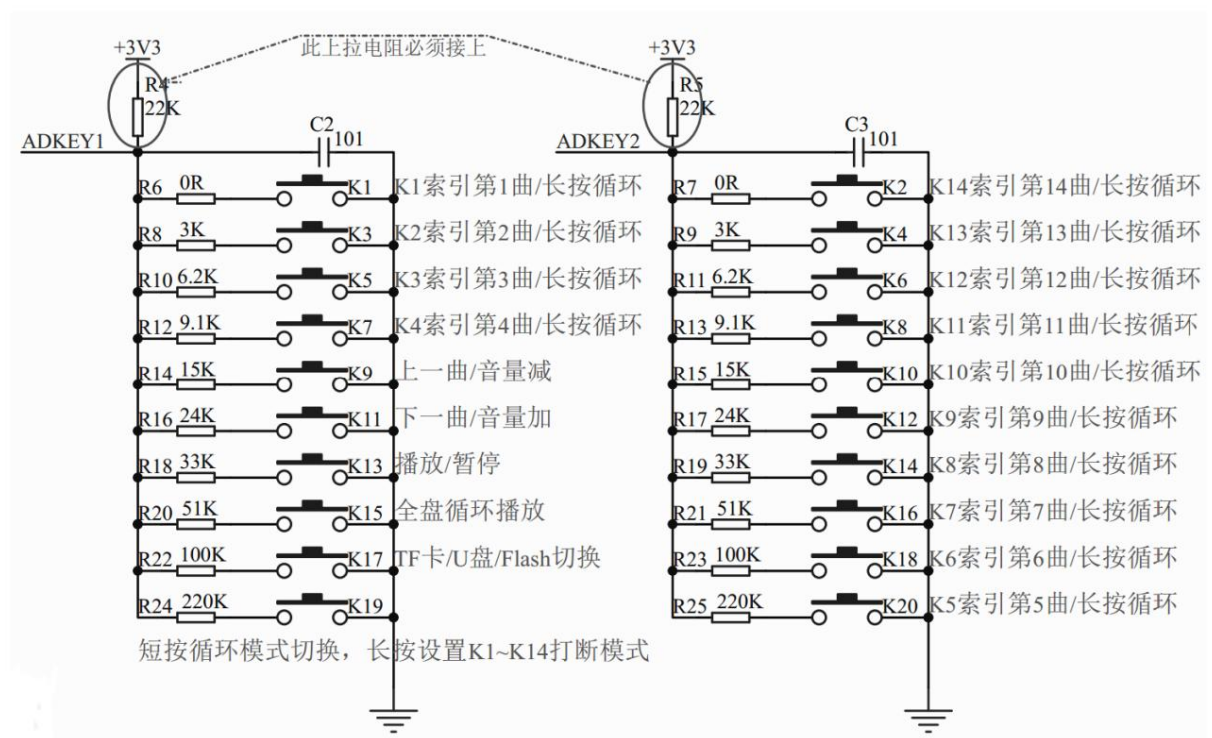 +3V3 此上拉电阻必须接上 +3V3
R4 R5
22K 22K
C2 C3
ADKEY1 101 ADKEY2 101
R6 0R K1 K1索引第1曲/长按循环 R7 0R K2 K14索引第14曲/长按循环
R8 3K K3 K2索引第2曲/长按循环 R9 3K K4 K13索引第13曲/长按循环
R10 6.2K K5 K3索引第3曲/长按循环 R11 6.2K K6 K12索引第12曲/长按循环
R12 9.1K K7 K4索引第4曲/长按循环 R13 9.1K K8 K11索引第11曲/长按循环
R14 15K K9 上一曲/音量减 R15 15K K10 K10索引第10曲/长按循环
R16 24K K11 下一曲/音量加 R17 24K K12 K9索引第9曲/长按循环
R18 33K K13 播放/暂停 R19 33K K14 K8索引第8曲/长按循环
R20 51K K15 全盘循环播放 R21 51K K16 K7索引第7曲/长按循环
R22 100K K17 TF卡/U盘/Flash切换 R23 100K K18 K6索引第6曲/长按循环
R24 220K K19 R25 220K K20 K5索引第5曲/长按循环
短按循环模式切换，长按设置K1~K14打断模式